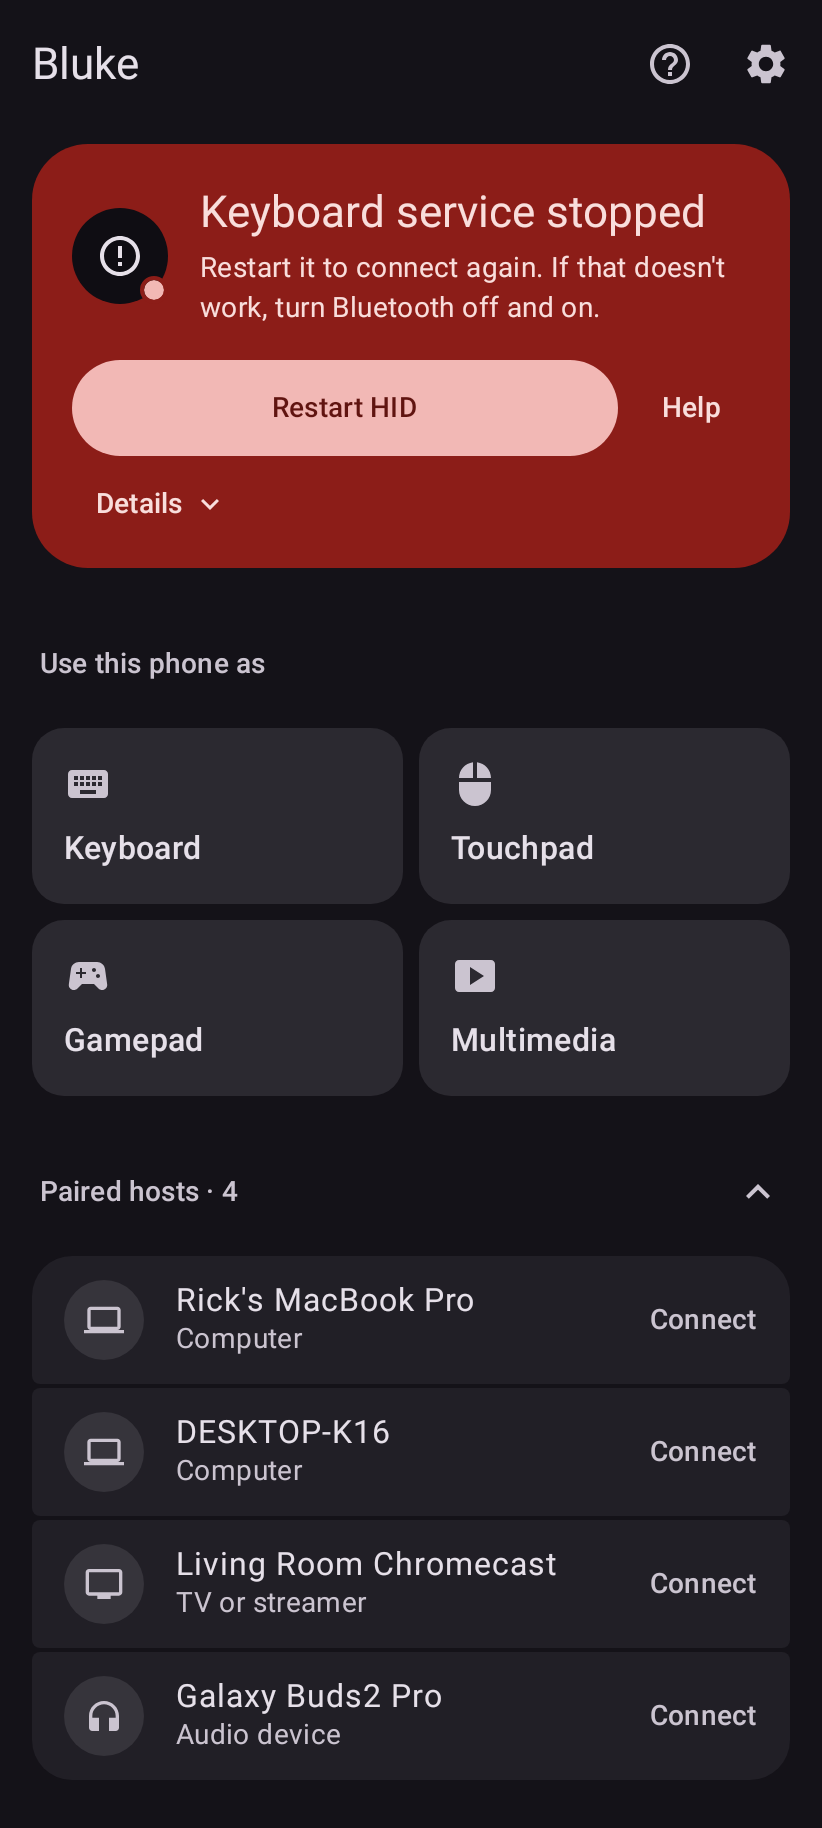 Bluke
Keyboard service stopped
Restart it to connect again. If that doesn't
work, turn Bluetooth off and on.
Restart HID
Help
Details
Use this phone as
Keyboard
Touchpad
Gamepad
Multimedia
Paired hosts · 4
Rick's MacBook Pro
Computer
Connect
DESKTOP-K16
Computer
Connect
Living Room Chromecast
TV or streamer
Connect
Galaxy Buds2 Pro
Audio device
Connect